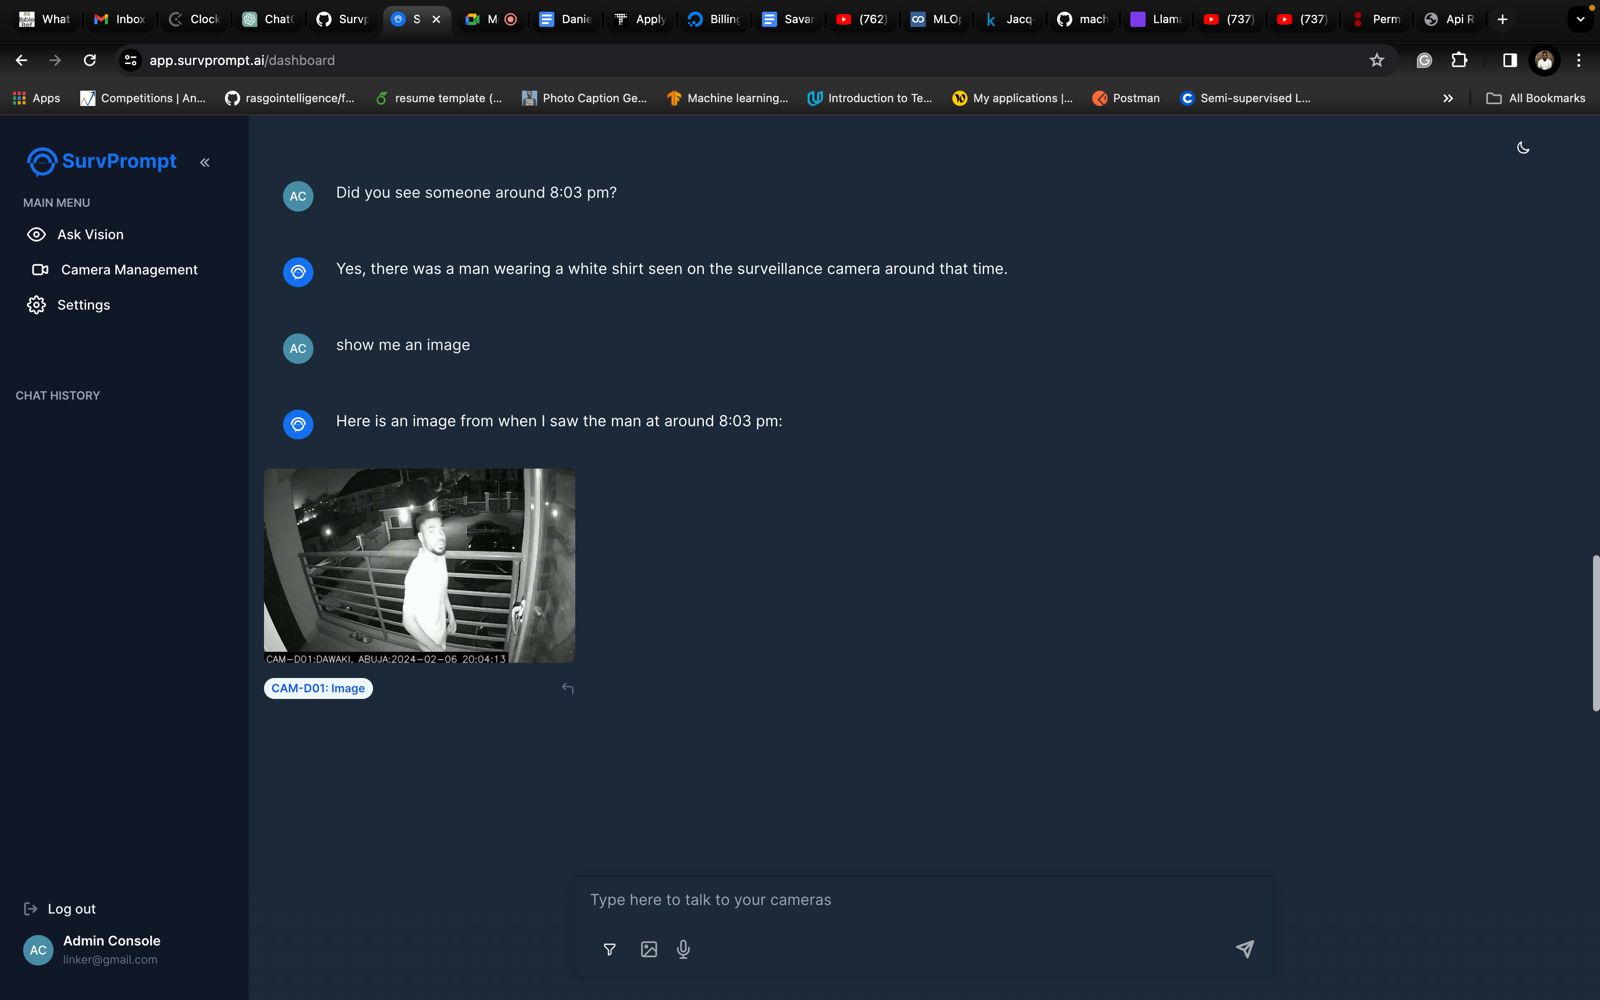 What
Inbox
Clock
ChatG
Survp
S
M
Danie
Apply
Billing
Savar
(762)
MLOp
Jacq
mach
Llama
(737)
(737)
Perm
Api R
app.survprompt.ai/dashboard
Apps
Competitions | An...
rasgointelligence/f...
resume template (...
Photo Caption Ge...
Machine learning...
Introduction to Te...
My applications |...
Postman
Semi-supervised L...
All Bookmarks
SurvPrompt
MAIN MENU
Ask Vision
Camera Management
Settings
CHAT HISTORY
AC
Did you see someone around 8:03 pm?
Yes, there was a man wearing a white shirt seen on the surveillance camera around that time.
AC
show me an image
Here is an image from when I saw the man at around 8:03 pm:
CAM-D01:DAWAKI, ABUJA:2024-02-06 20:04:13
CAM-D01: Image
Type here to talk to your cameras
Log out
AC
Admin Console
linker@gmail.com